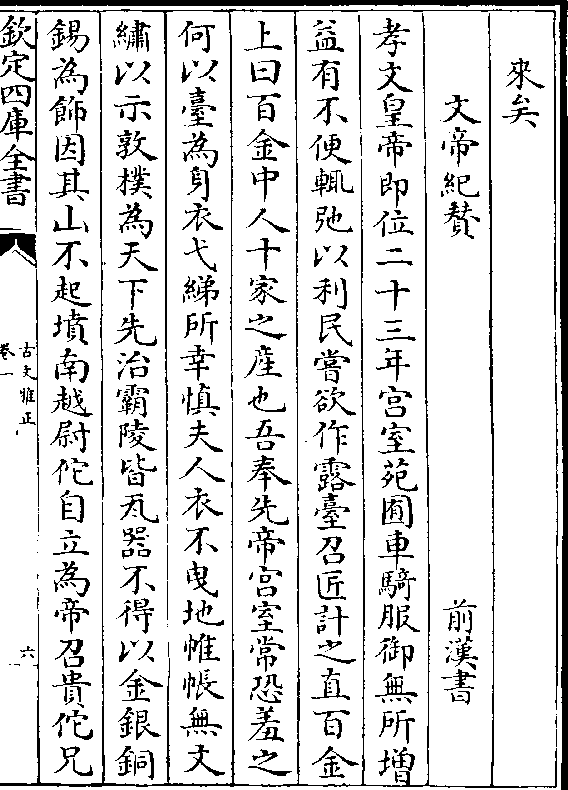 來矣
文帝紀贊 前漢書
孝文皇帝即位二十三年宫室苑囿車騎服御無所増
益有不便輒弛以利民嘗欲作露臺召匠計之直百金
上曰百金中人十家之産也吾奉先帝宫室常恐羞之
何以臺為身衣弋綈所幸慎夫人衣不曳地帷帳無文
繡以示敦樸為天下先治霸陵皆瓦器不得以金銀銅
錫為飾因其山不起墳南越尉佗自立為帝召貴佗兄
欽定四庫全書
古文雅正
卷一
六